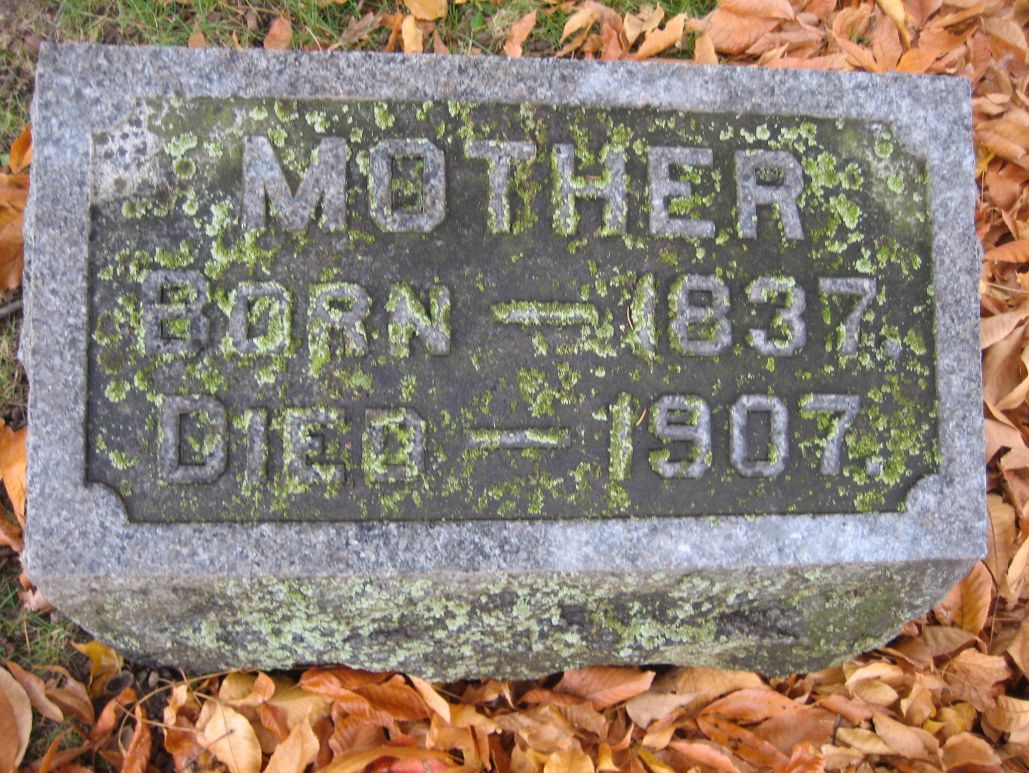 MOTHER
BORN — 1837.
DIED — 1907.